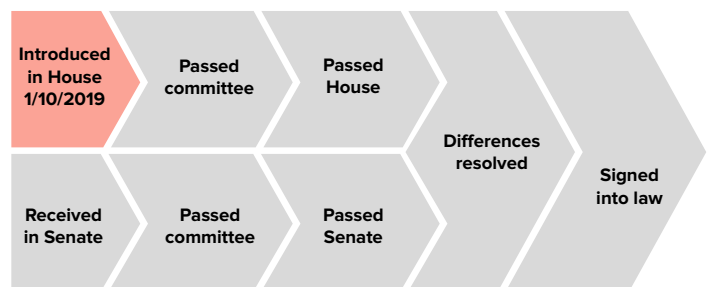 Introduced
in House
1/10/2019
Passed
committee
Passed
House
Differences
resolved
Signed
into law
Received
in Senate
Passed
committee
Passed
Senate